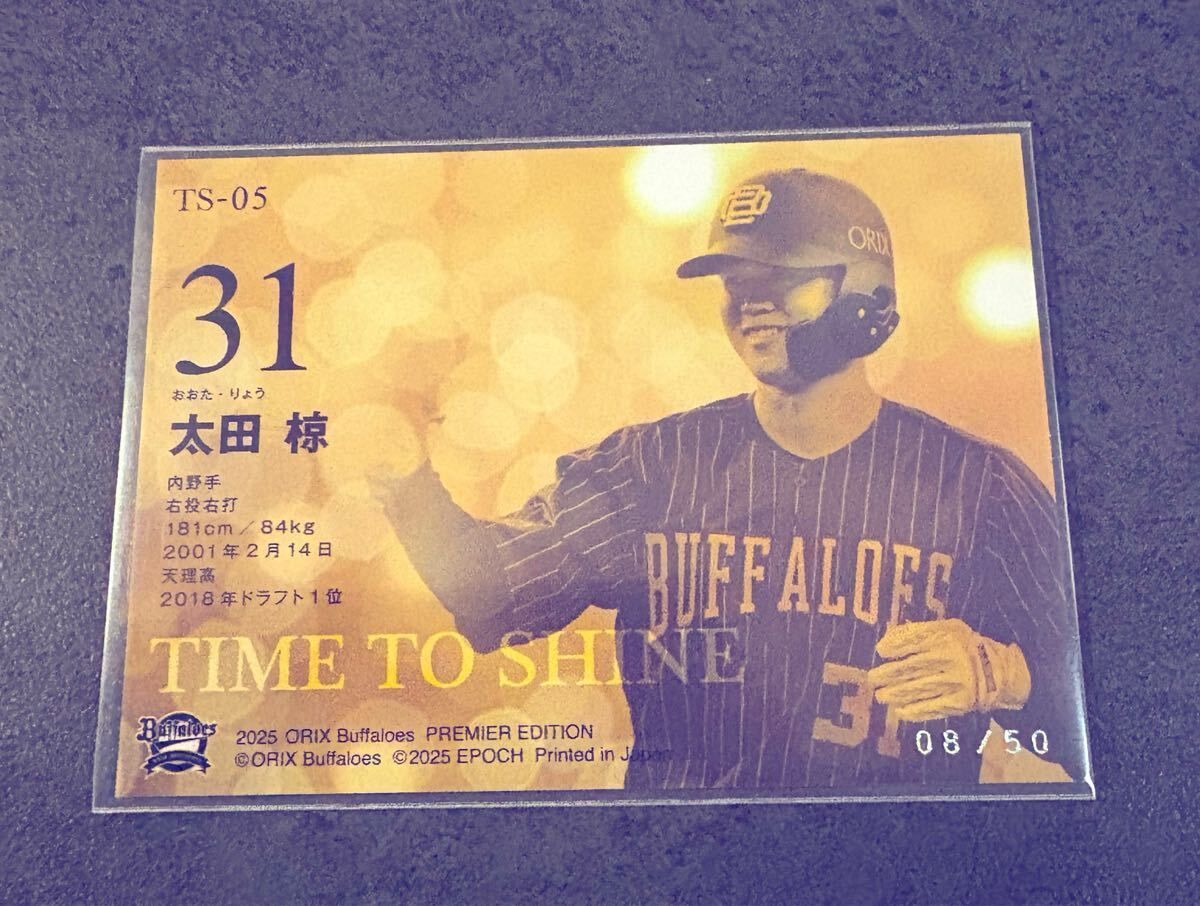 TS-05
31
おおた・りょう
太田 椋
内野手
右投右打
181cm/84kg
2001年2月14日
天理高
2018年ドラフト1位
TIME TO SHINE
Buffaloes
2025 ORIX Buffaloes PREMIER EDITION
©ORIX Buffaloes ©2025 EPOCH Printed in Japan
ORIX
BUFFALOES
31
08/50